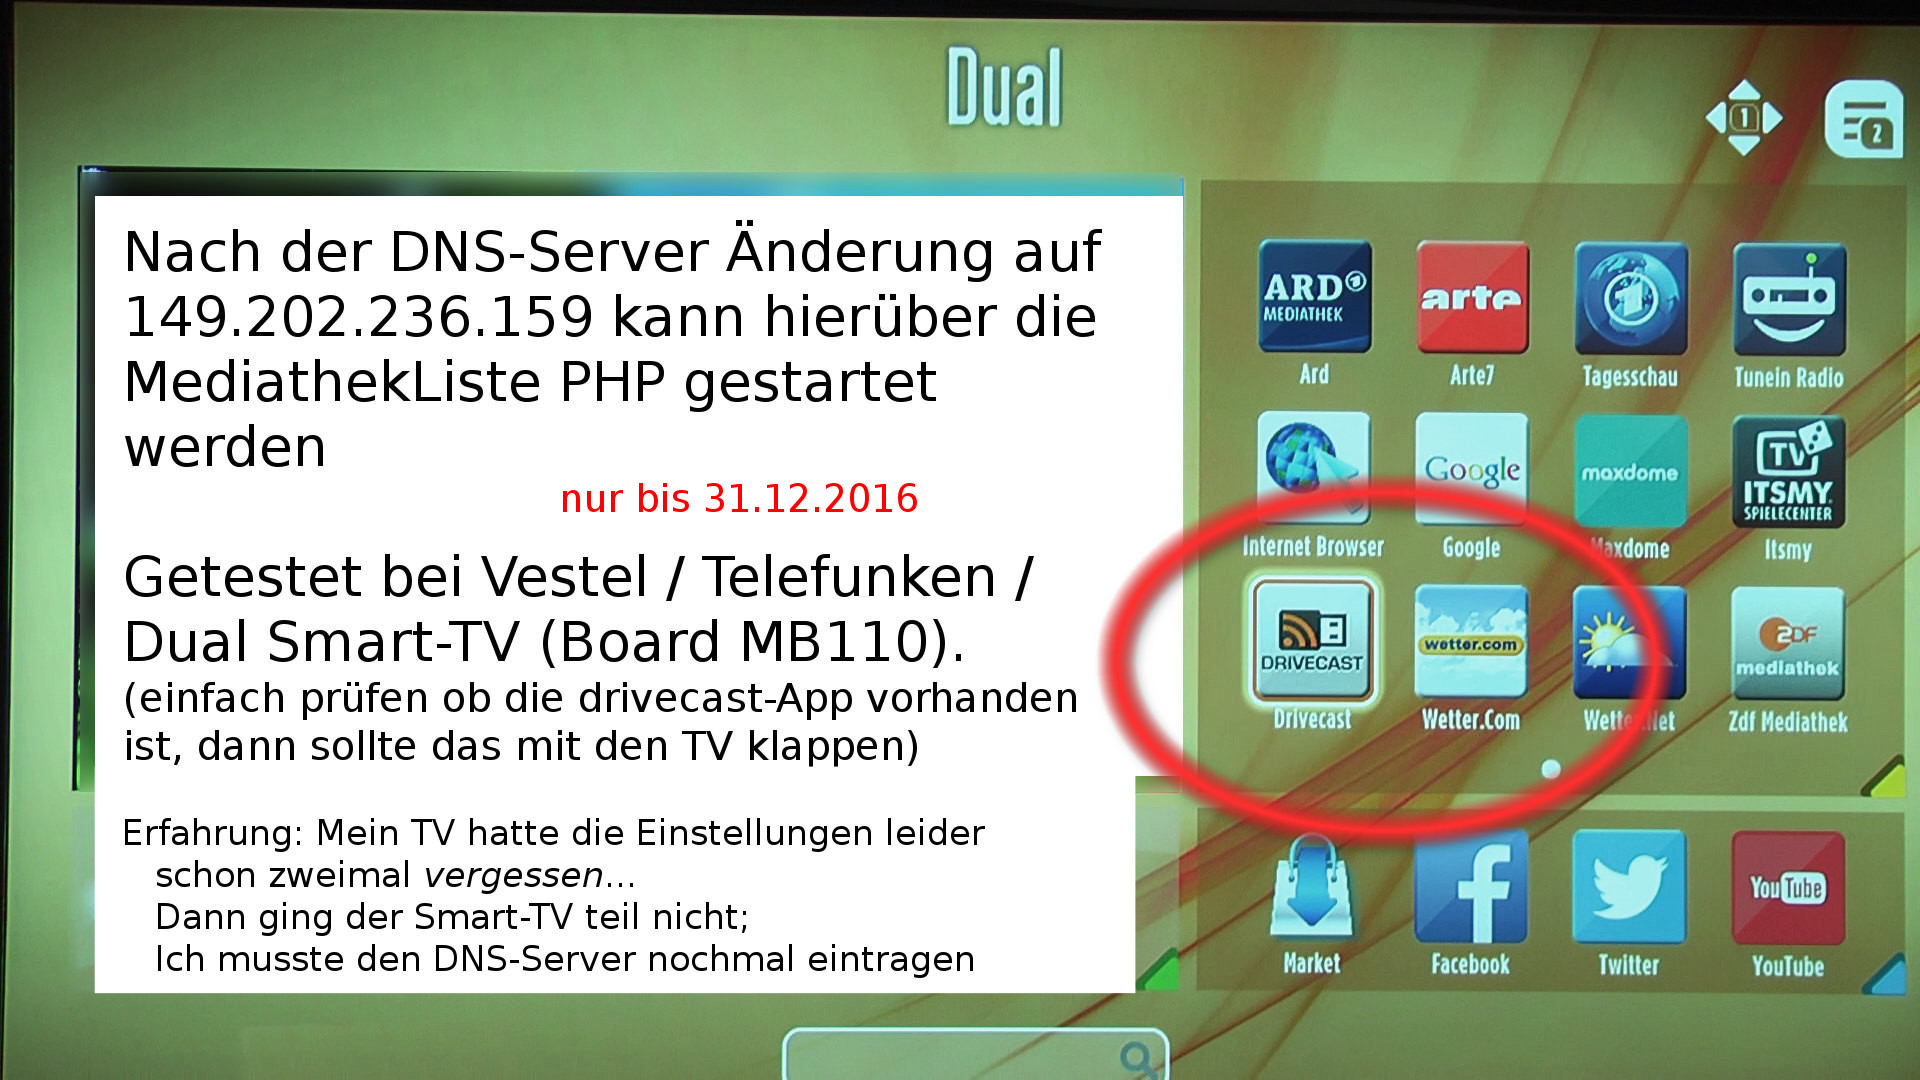 Dual
1
2
Nach der DNS-Server Änderung auf
149.202.236.159 kann hierüber die
MediathekListe PHP gestartet
werden
nur bis 31.12.2016
Getestet bei Vestel / Telefunken /
Dual Smart-TV (Board MB110).
(einfach prüfen ob die drivecast-App vorhanden
ist, dann sollte das mit den TV klappen)
Erfahrung: Mein TV hatte die Einstellungen leider
schon zweimal vergessen...
Dann ging der Smart-TV teil nicht;
Ich musste den DNS-Server nochmal eintragen
ARD 1
MEDIATHEK
arte
1
Ard
Arte7
Tagesschau
Tunein Radio
Google
maxdome
TV
ITSMY
SPIELECENTER
Internet Browser
Google
Maxdome
Itsmy
DRIVECAST
wetter.com
ZDF
mediathek
Drivecast
Wetter.Com
Wetter.Net
Zdf Mediathek
f
YouTube
Market
Facebook
Twitter
YouTube